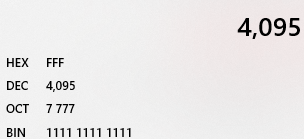 4,095
HEX FFF
DEC 4,095
OCT 7 777
BIN 1111 1111 1111